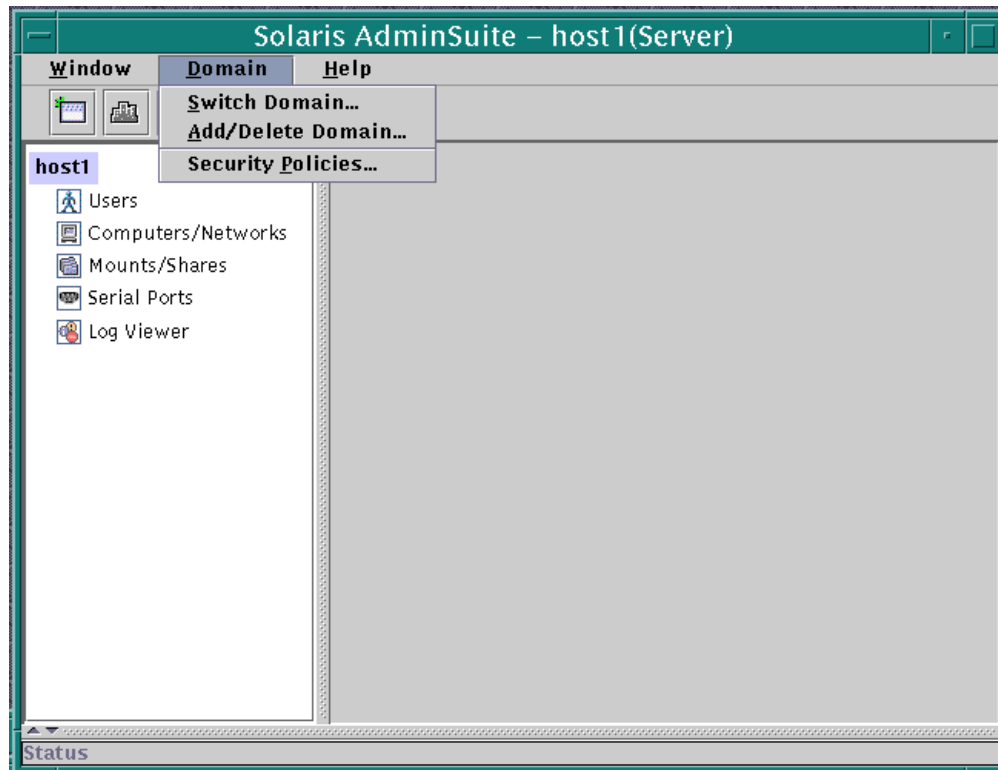 Solaris AdminSuite – host1(Server)
Window Domain Help
Switch Domain...
Add/Delete Domain...
Security Policies...
host1
Users
Computers/Networks
Mounts/Shares
Serial Ports
Log Viewer
Status